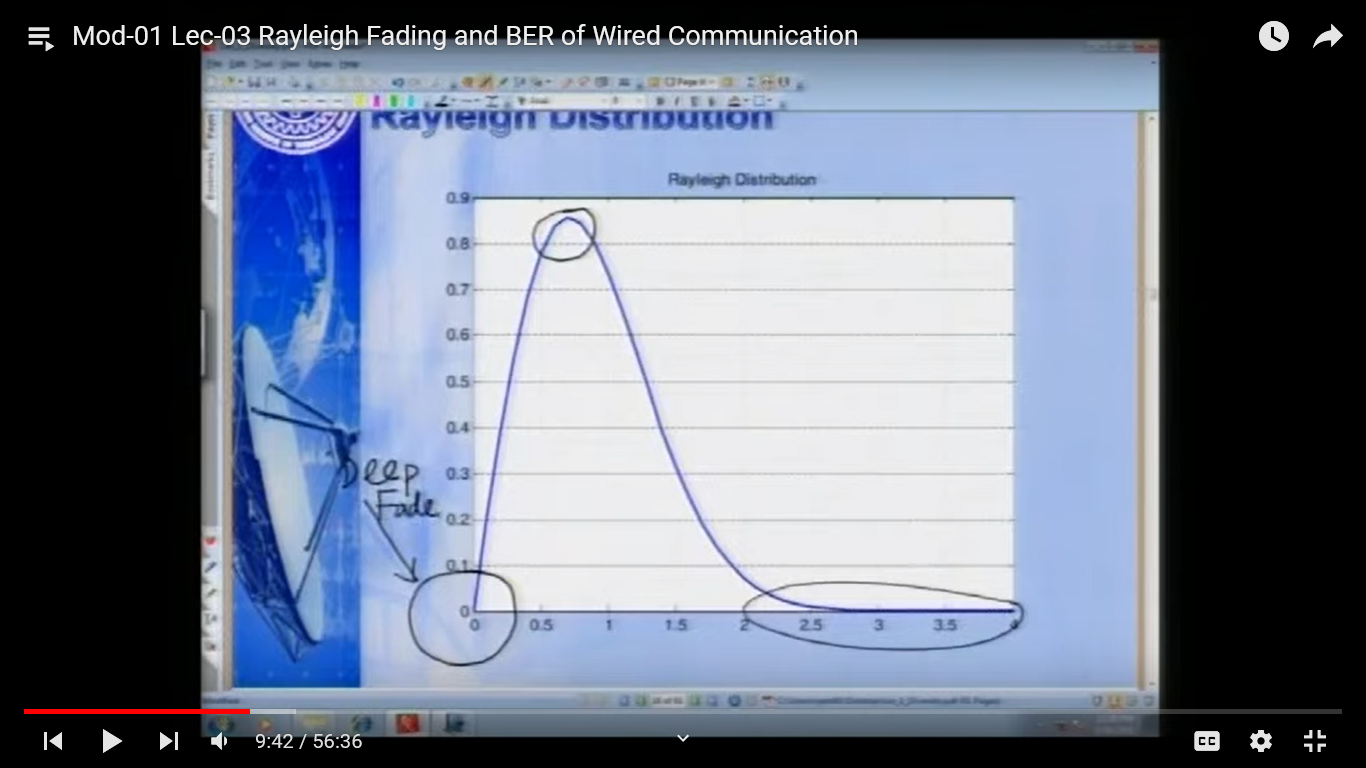 Mod-01 Lec-03 Rayleigh Fading and BER of Wired Communication
Rayleigh Distribution
Rayleigh Distribution
0.9
0.8
0.7
0.6
0.5
0.4
0.3
0.2
0.1
0
0 0.5 1 1.5 2 2.5 3 3.5 4
Deep
Fade
9:42 / 56:36
CC